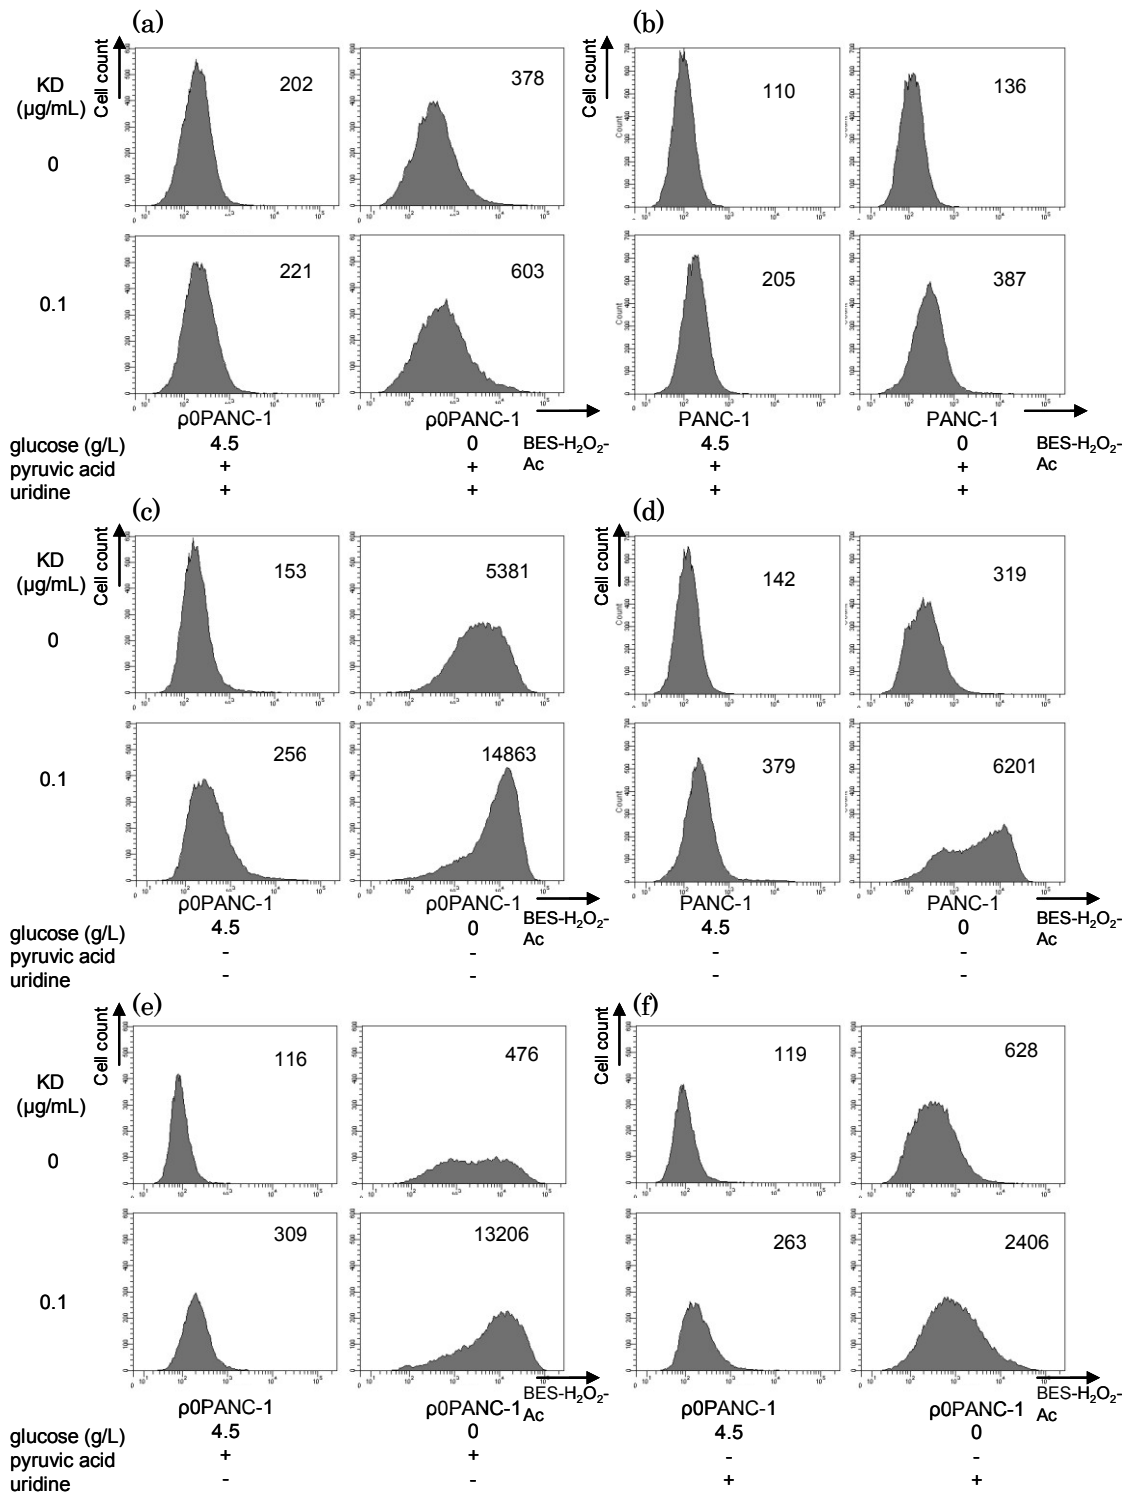 (a)
(b)
KD
(µg/mL)
Cell count
Cell count
202
378
110
136
0
Count
221
603
205
387
0.1
Count
ρ0PANC-1
ρ0PANC-1
PANC-1
PANC-1
glucose (g/L)
4.5
0
BES-H₂O₂-
Ac
4.5
0
BES-H₂O₂-
Ac
pyruvic acid
+
+
+
+
uridine
+
+
+
+
(c)
(d)
KD
(µg/mL)
Cell count
Cell count
153
5381
142
319
0
Count
256
14863
379
6201
0.1
Count
ρ0PANC-1
ρ0PANC-1
PANC-1
PANC-1
glucose (g/L)
4.5
0
BES-H₂O₂-
Ac
4.5
0
BES-H₂O₂-
Ac
pyruvic acid
-
-
-
-
uridine
-
-
-
-
(e)
(f)
KD
(µg/mL)
Cell count
Cell count
116
476
119
628
0
309
13206
263
2406
0.1
ρ0PANC-1
ρ0PANC-1
ρ0PANC-1
ρ0PANC-1
glucose (g/L)
4.5
0
BES-H₂O₂-
Ac
4.5
0
BES-H₂O₂-
Ac
pyruvic acid
+
+
-
-
uridine
-
-
+
+